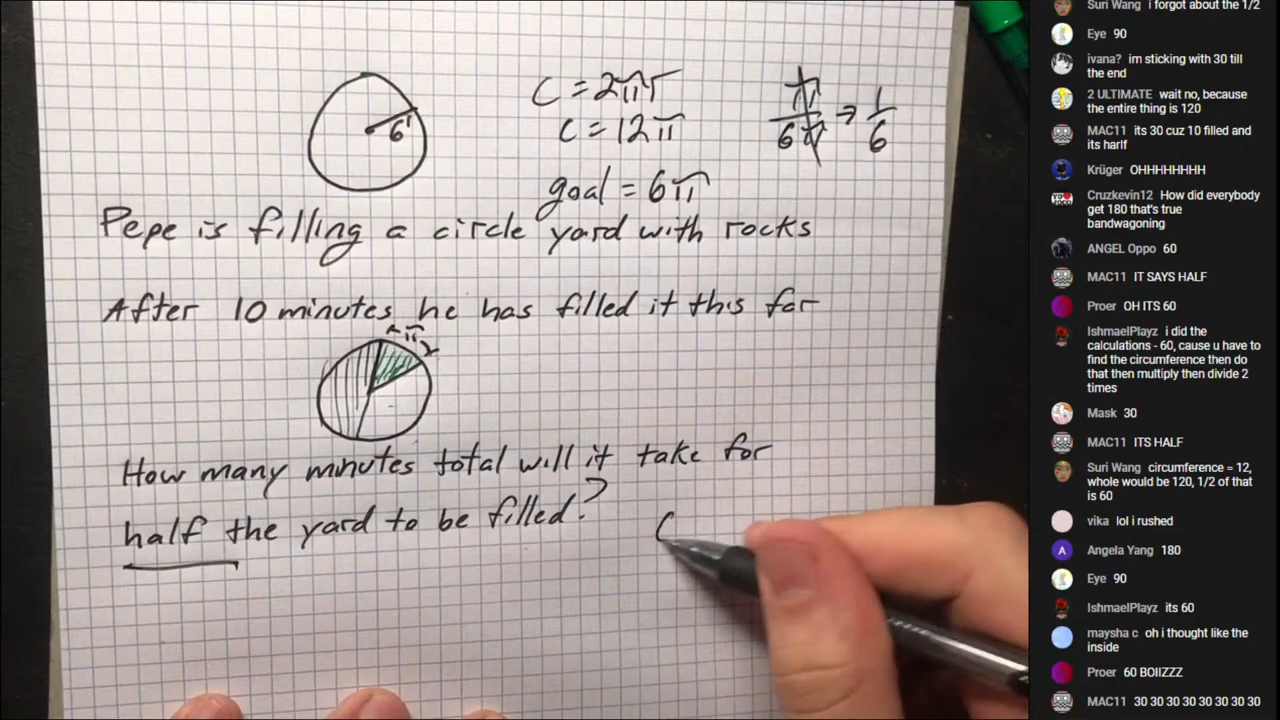 6'
C = 2πr
C = 12π
goal = 6π
π/6π → 1/6
Pepe is filling a circle yard with rocks
After 10 minutes he has filled it this far
π
How many minutes total will it take for
half the yard to be filled?
Suri Wang i forgot about the 1/2
Eye 90
ivana? im sticking with 30 till
the end
2 ULTIMATE wait no, because
the entire thing is 120
MAC11 its 30 cuz 10 filled and
its harlf
Krüger OHHHHHHHH
Cruzkevin12 How did everybody
get 180 that's true
bandwagoning
ANGEL Oppo 60
MAC11 IT SAYS HALF
Proer OH ITS 60
IshmaelPlayz i did the
calculations - 60, cause u have to
find the circumference then do
that then multiply then divide 2
times
Mask 30
MAC11 ITS HALF
Suri Wang circumference = 12,
whole would be 120, 1/2 of that
is 60
vika lol i rushed
A Angela Yang 180
Eye 90
IshmaelPlayz its 60
maysha c oh i thought like the
inside
Proer 60 BOIIZZZ
MAC11 30 30 30 30 30 30 30 30